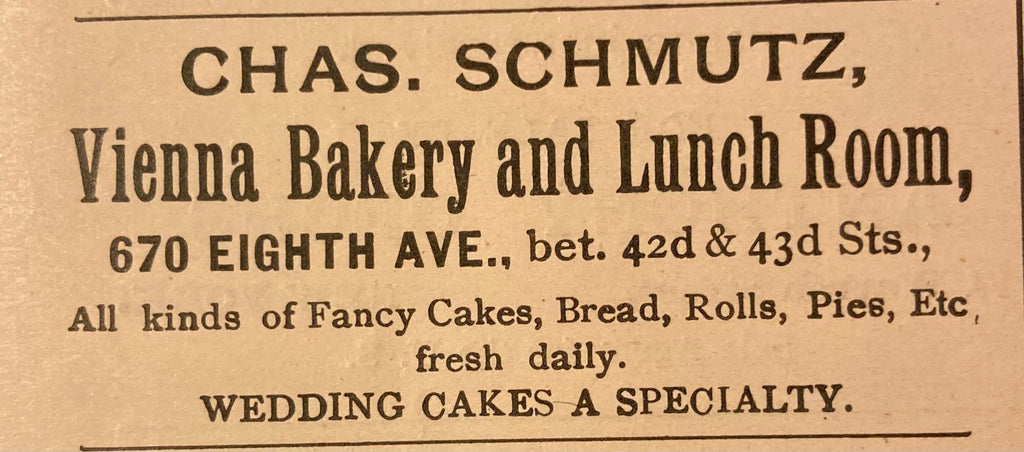 CHAS. SCHMUTZ,
Vienna Bakery and Lunch Room,
670 EIGHTH AVE., bet. 42d & 43d Sts.,
All kinds of Fancy Cakes, Bread, Rolls, Pies, Etc,
fresh daily.
WEDDING CAKES A SPECIALTY.